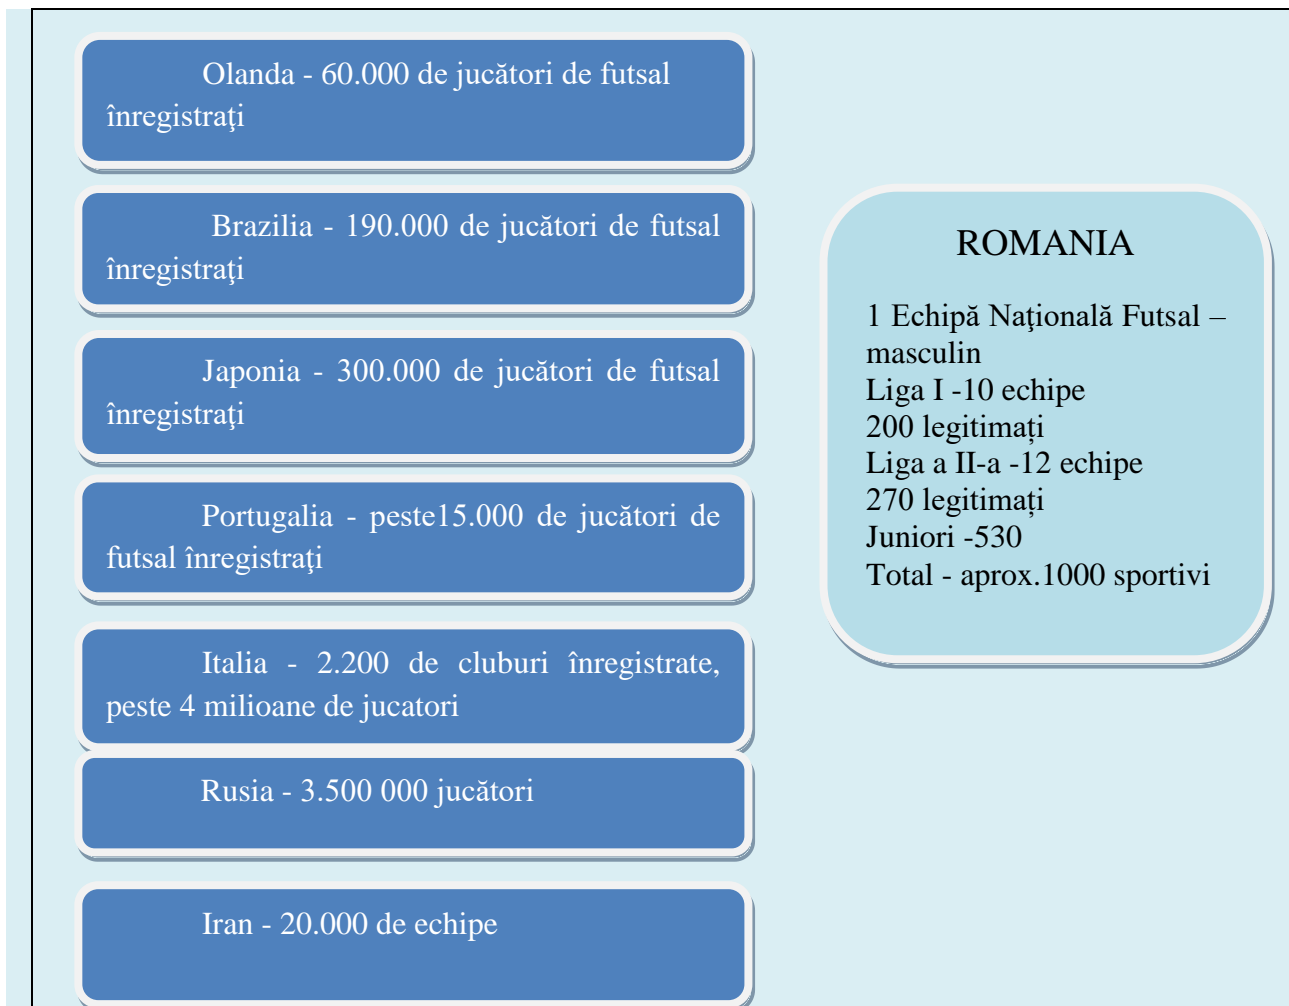 Olanda - 60.000 de jucători de futsal
înregistraţi
Brazilia - 190.000 de jucători de futsal
înregistraţi
Japonia - 300.000 de jucători de futsal
înregistraţi
Portugalia - peste15.000 de jucători de
futsal înregistraţi
Italia - 2.200 de cluburi înregistrate,
peste 4 milioane de jucatori
Rusia - 3.500 000 jucători
Iran - 20.000 de echipe
ROMANIA
1 Echipă Naţională Futsal –
masculin
Liga I -10 echipe
200 legitimați
Liga a II-a -12 echipe
270 legitimați
Juniori -530
Total - aprox.1000 sportivi